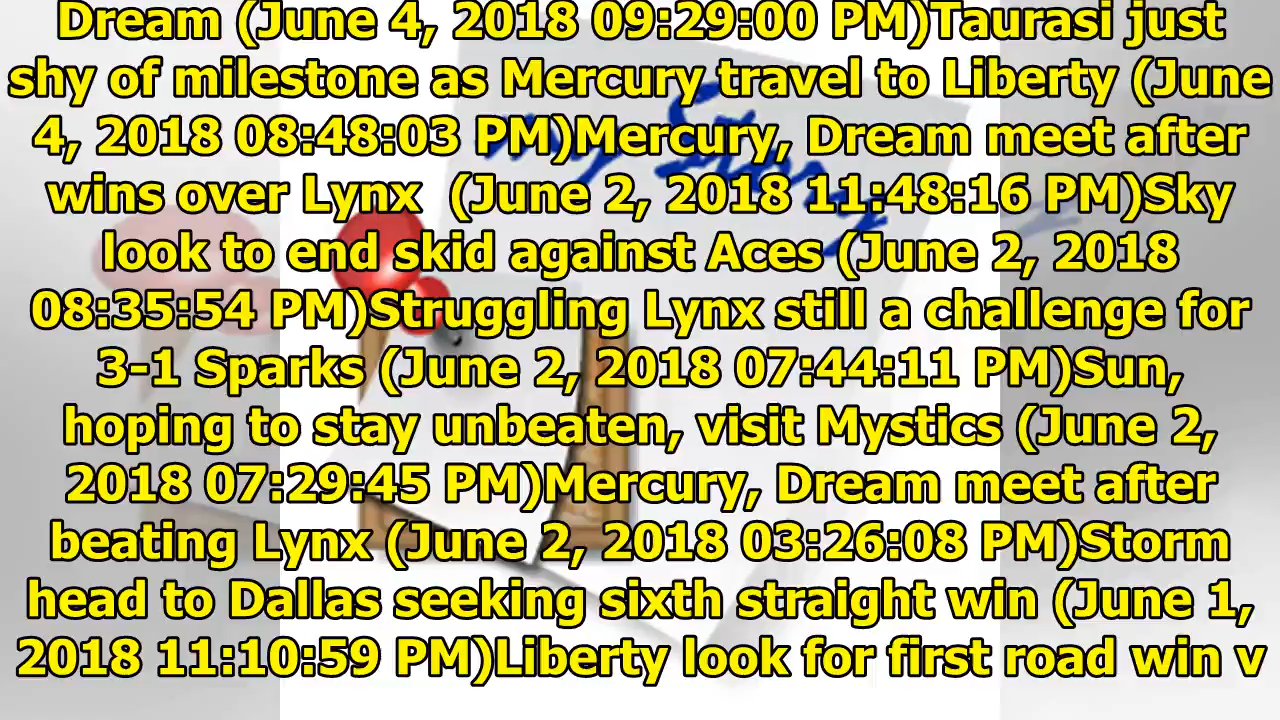 Dream (June 4, 2018 09:29:00 PM)Taurasi just
shy of milestone as Mercury travel to Liberty (June
4, 2018 08:48:03 PM)Mercury, Dream meet after
wins over Lynx  (June 2, 2018 11:48:16 PM)Sky
look to end skid against Aces (June 2, 2018
08:35:54 PM)Struggling Lynx still a challenge for
3-1 Sparks (June 2, 2018 07:44:11 PM)Sun,
hoping to stay unbeaten, visit Mystics (June 2,
2018 07:29:45 PM)Mercury, Dream meet after
beating Lynx (June 2, 2018 03:26:08 PM)Storm
head to Dallas seeking sixth straight win (June 1,
2018 11:10:59 PM)Liberty look for first road win v
My Story